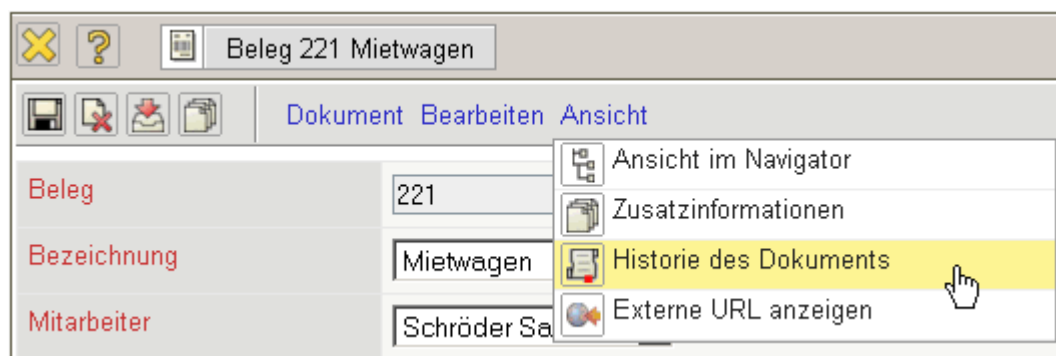 Beleg 221 Mietwagen
Dokument Bearbeiten Ansicht
Ansicht im Navigator
Beleg 221
Zusatzinformationen
Bezeichnung Mietwagen
Historie des Dokuments
Externe URL anzeigen
Mitarbeiter Schröder Sa